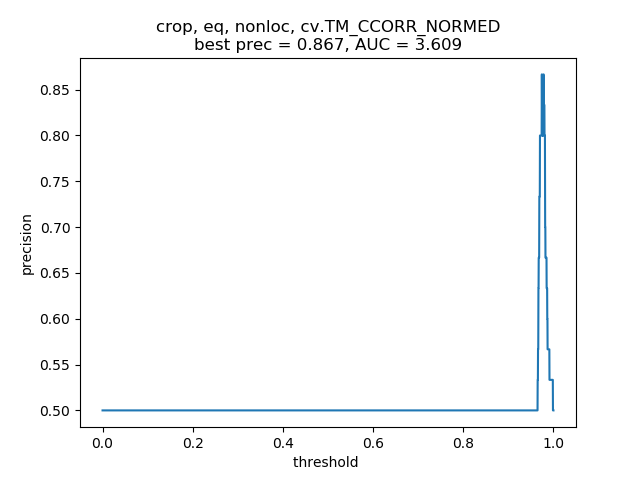 crop, eq, nonloc, cv.TM_CCORR_NORMED
best prec = 0.867, AUC = 3.609
precision
0.85
0.80
0.75
0.70
0.65
0.60
0.55
0.50
0.0 0.2 0.4 0.6 0.8 1.0
threshold